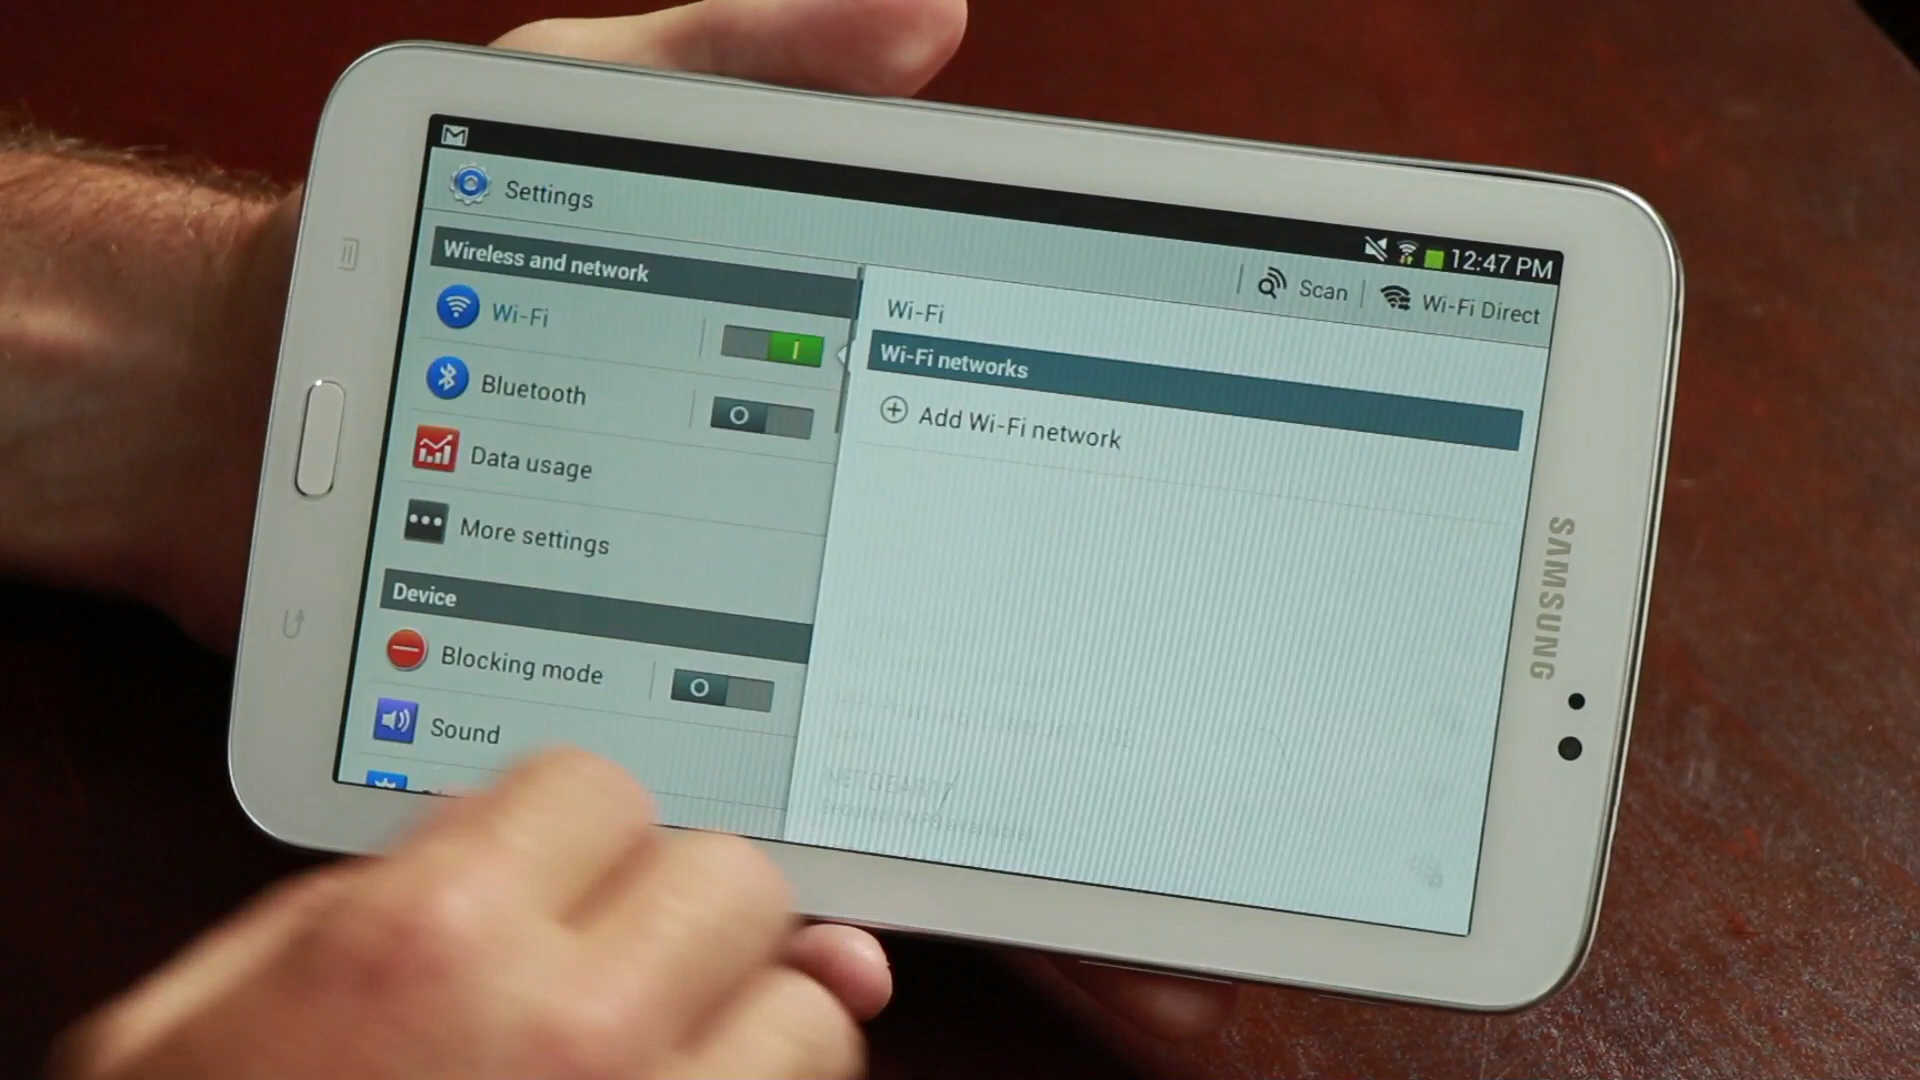 12:47 PM
Settings
Scan
Wi-Fi Direct
Wireless and network
Wi-Fi
Bluetooth
Data usage
More settings
Device
Blocking mode
Sound
Wi-Fi
Wi-Fi networks
Add Wi-Fi network
SAMSUNG